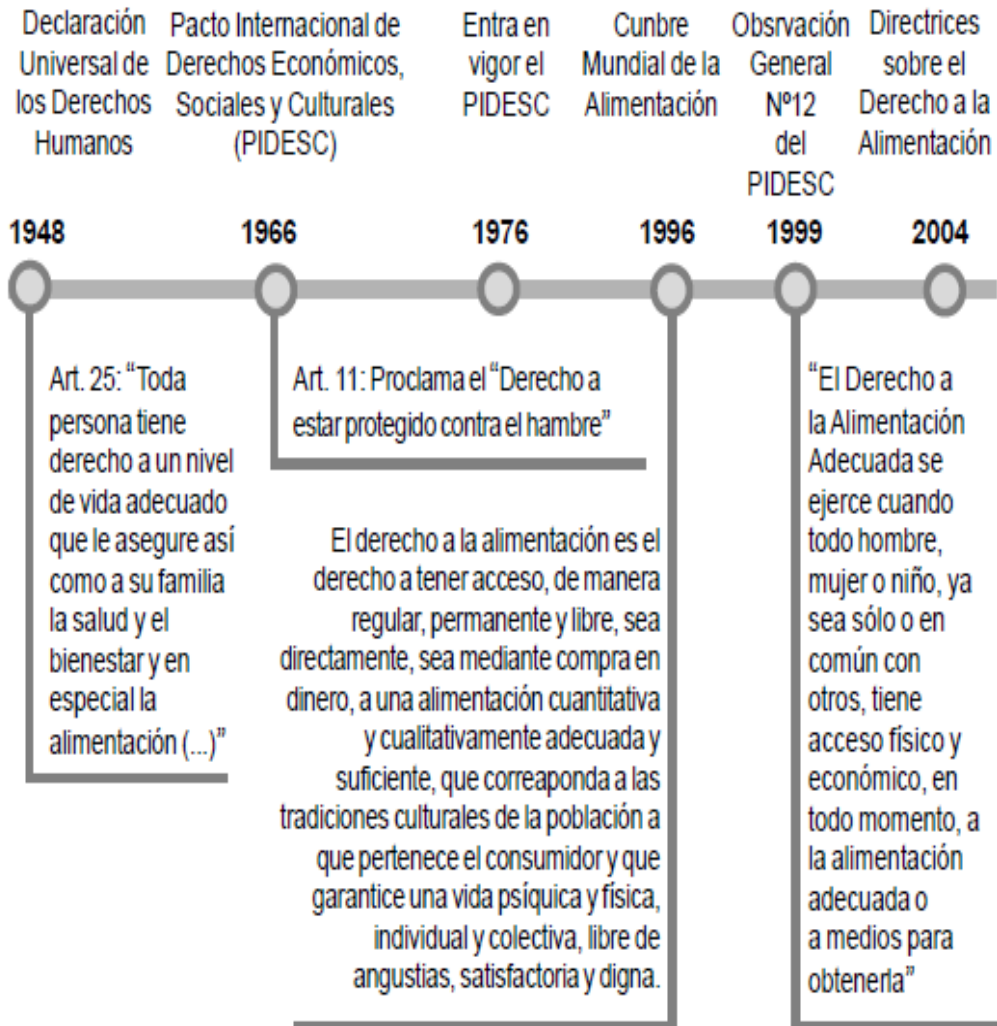 Declaración
Universal de
los Derechos
Humanos
Pacto Internacional de
Derechos Económicos,
Sociales y Culturales
(PIDESC)
Entra en
vigor el
PIDESC
Cunbre
Mundial de la
Alimentación
Obsrvación
General
Nº12
del
PIDESC
Directrices
sobre el
Derecho a la
Alimentación
1948
1966
1976
1996
1999
2004
Art. 25: “Toda
persona tiene
derecho a un nivel
de vida adecuado
que le asegure así
como a su familia
la salud y el
bienestar y en
especial la
alimentación (...)”
Art. 11: Proclama el “Derecho a
estar protegido contra el hambre”
El derecho a la alimentación es el
derecho a tener acceso, de manera
regular, permanente y libre, sea
directamente, sea mediante compra en
dinero, a una alimentación cuantitativa
y cualitativamente adecuada y
suficiente, que correaponda a las
tradiciones culturales de la población a
que pertenece el consumidor y que
garantice una vida psíquica y física,
individual y colectiva, libre de
angustias, satisfactoria y digna.
“El Derecho a
la Alimentación
Adecuada se
ejerce cuando
todo hombre,
mujer o niño, ya
sea sólo o en
común con
otros, tiene
acceso físico y
económico, en
todo momento, a
la alimentación
adecuada o
a medios para
obtenerla”